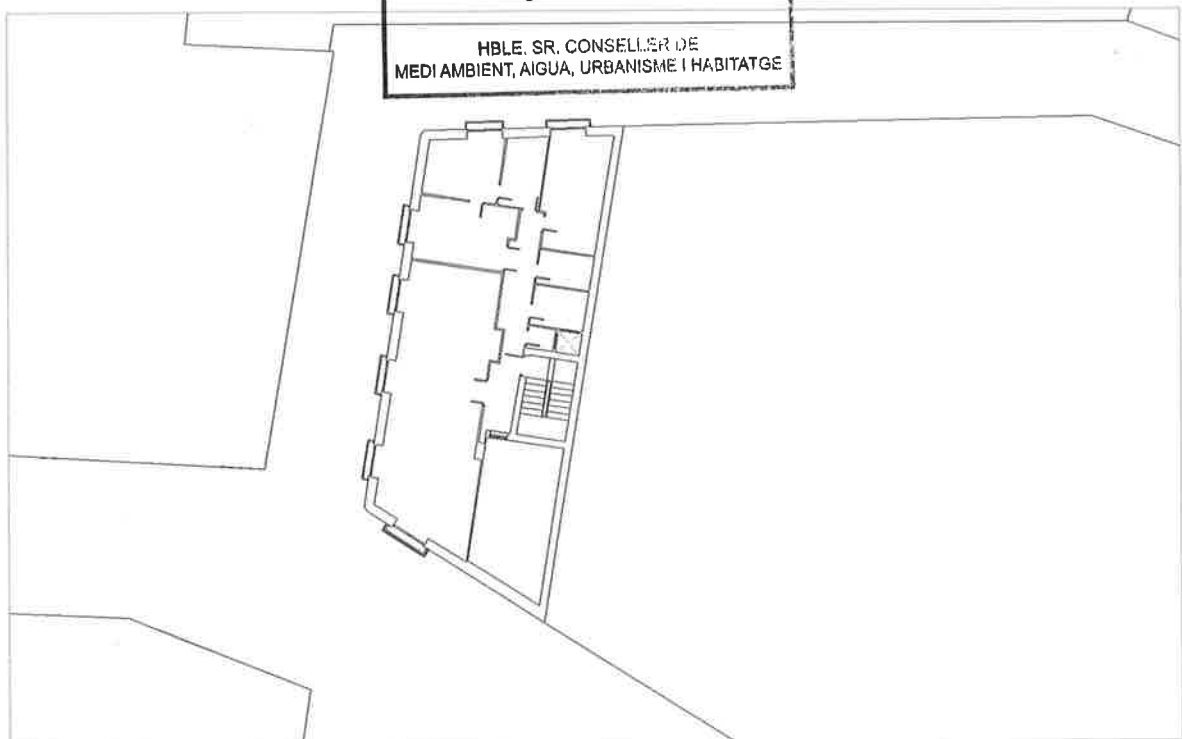 HBLE. SR. CONSELLER DE
MEDI AMBIENT, AIGUA, URBANISME I HABITATGE